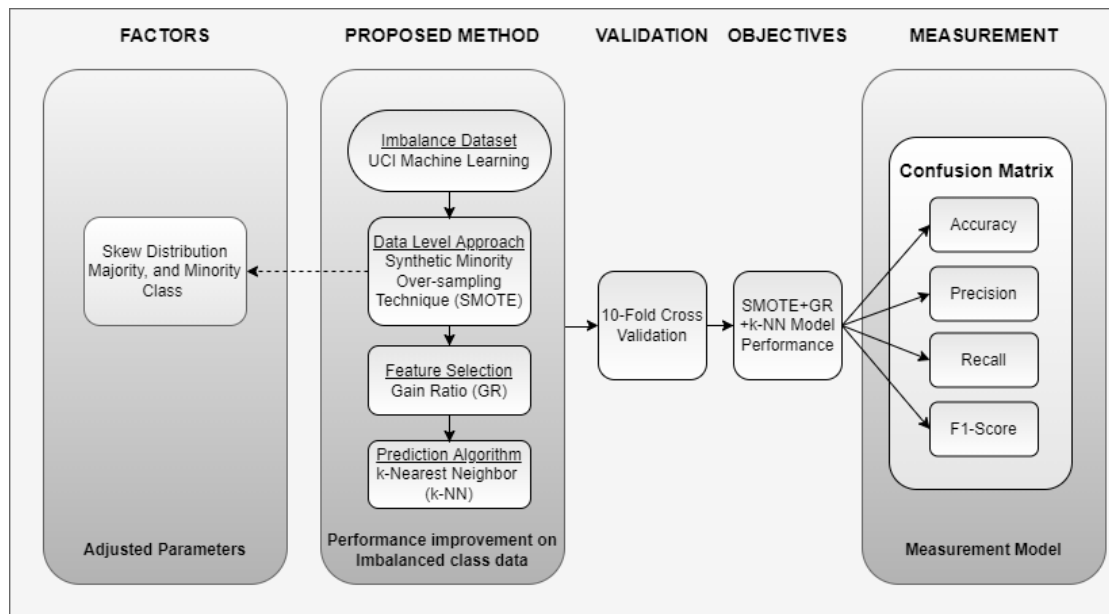 FACTORS
PROPOSED METHOD
VALIDATION
OBJECTIVES
MEASUREMENT
Skew Distribution
Majority, and Minority
Class
Adjusted Parameters
Imbalance Dataset
UCI Machine Learning
Data Level Approach
Synthetic Minority
Over-sampling
Technique (SMOTE)
Feature Selection
Gain Ratio (GR)
Prediction Algorithm
k-Nearest Neighbor
(k-NN)
Performance improvement on
Imbalanced class data
10-Fold Cross
Validation
SMOTE+GR
+k-NN Model
Performance
Confusion Matrix
Accuracy
Precision
Recall
F1-Score
Measurement Model